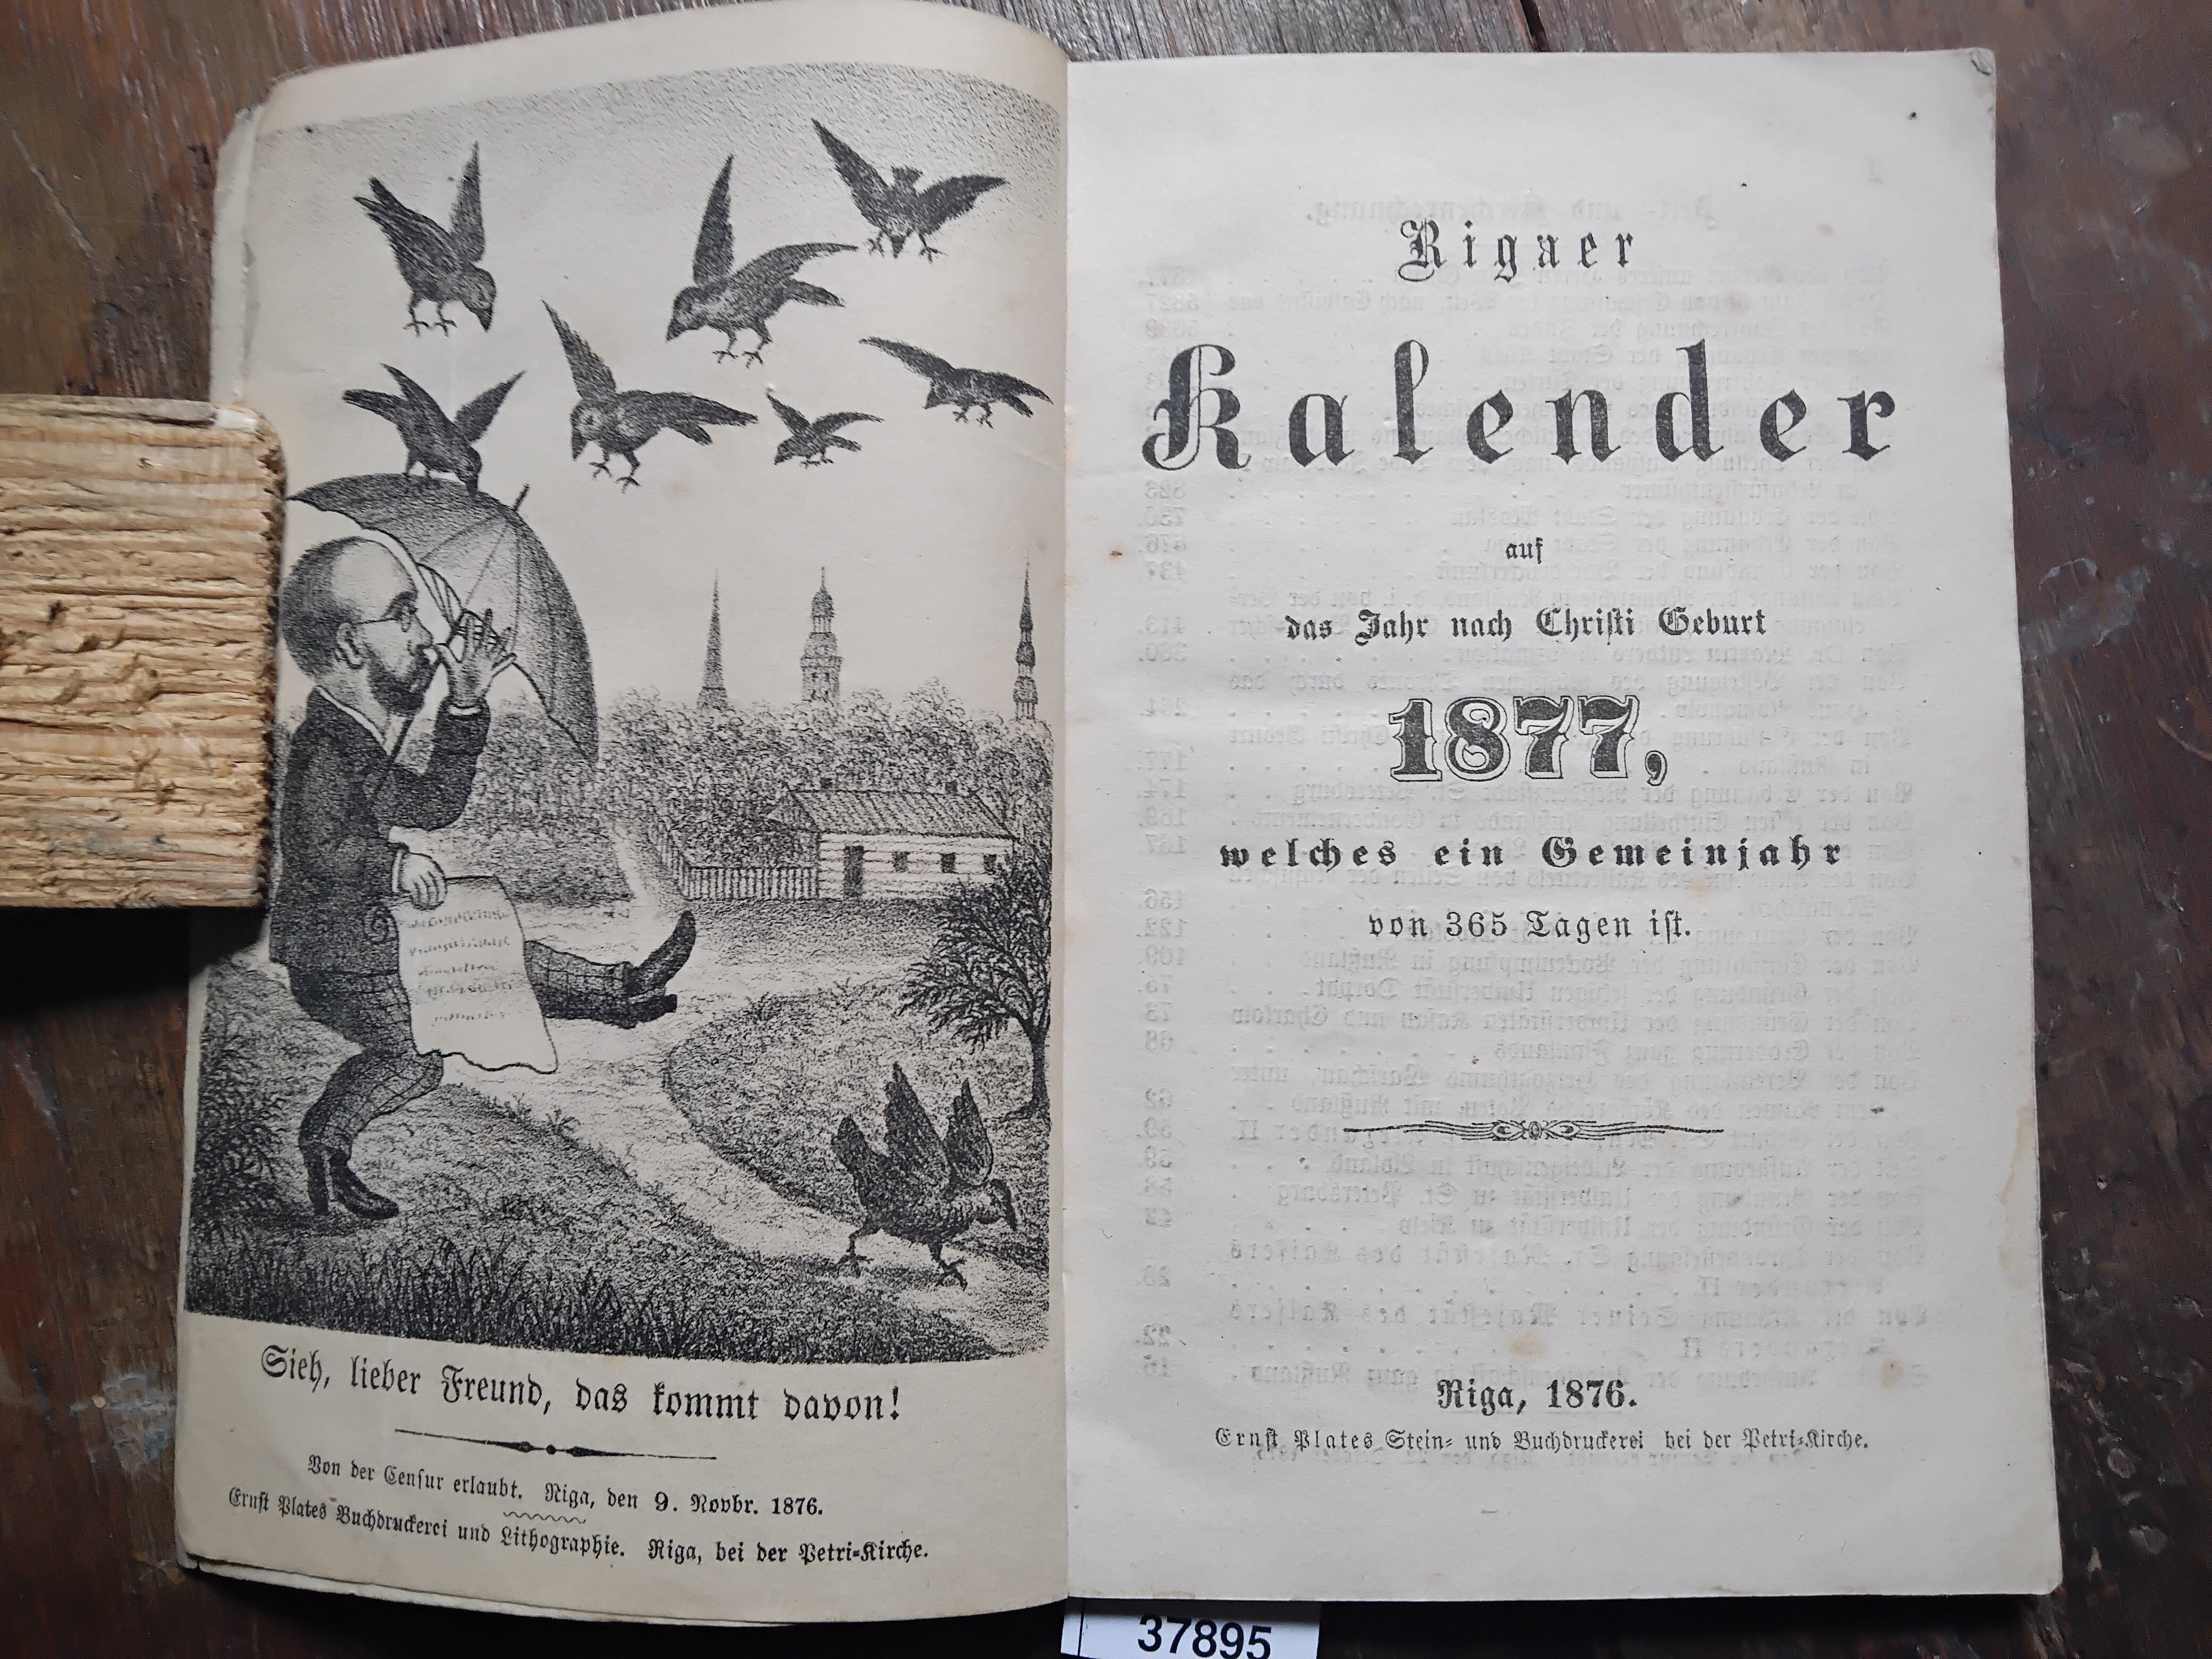 Sieh, lieber Freund, das kommt davon!
Von der Censur erlaubt. Riga, den 9. Novbr. 1876.
Ernst Plates Buchdruckerei und Lithographie. Riga, bei der Petri-Kirche.
Rigaer
Kalender
auf
das Jahr nach Christi Geburt
1877,
welches ein Gemeinjahr
von 365 Tagen ist.
Riga, 1876.
Ernst Plates Stein- und Buchdruckerei bei der Petri-Kirche.
37895